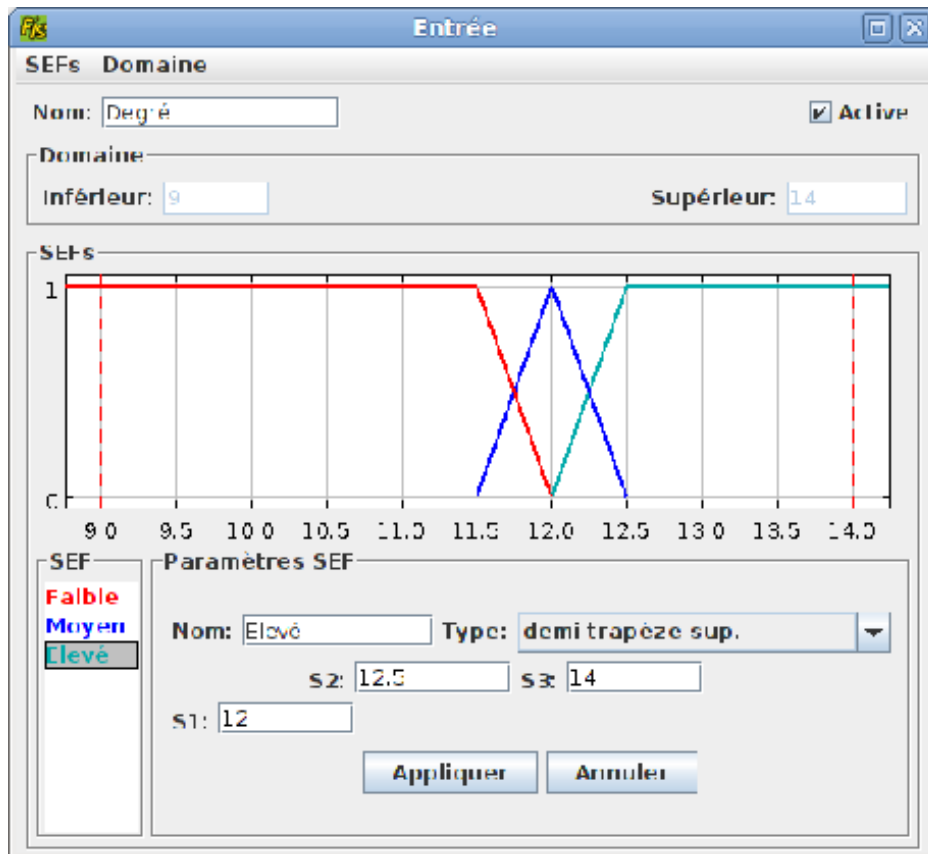 Fis Entrée
SEFs Domaine
Nom: Degré Active
Domaine
Inférieur: 9 Supérieur: 14
SEFs
1
0
9.0 9.5 10.0 10.5 11.0 11.5 12.0 12.5 13.0 13.5 14.0
SEF Paramètres SEF
Faible
Moyen Nom: Elevé Type: demi trapèze sup.
Elevé
S2: 12.5 S3: 14
S1: 12
Appliquer Annuler